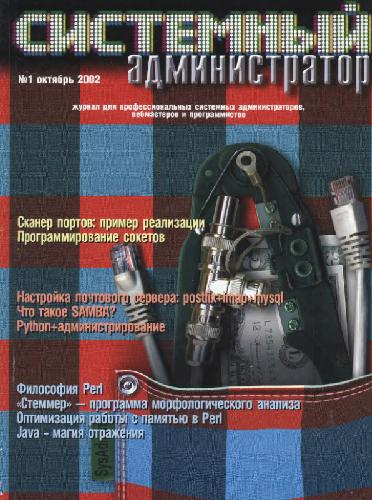 СИСТЕМНЫЙ
администратор
№1 октябрь 2002
журнал для профессиональных системных администраторов,
вебмастеров и программистов
Сканер портов: пример реализации
Программирование сокетов
Настройка почтового сервера: postfix+imap+mysql
Что такое SAMBA?
Python+администрирование
Философия Perl
«Стеммер» — программа морфологического анализа
Оптимизация работы с памятью в Perl
Java - магия отражения